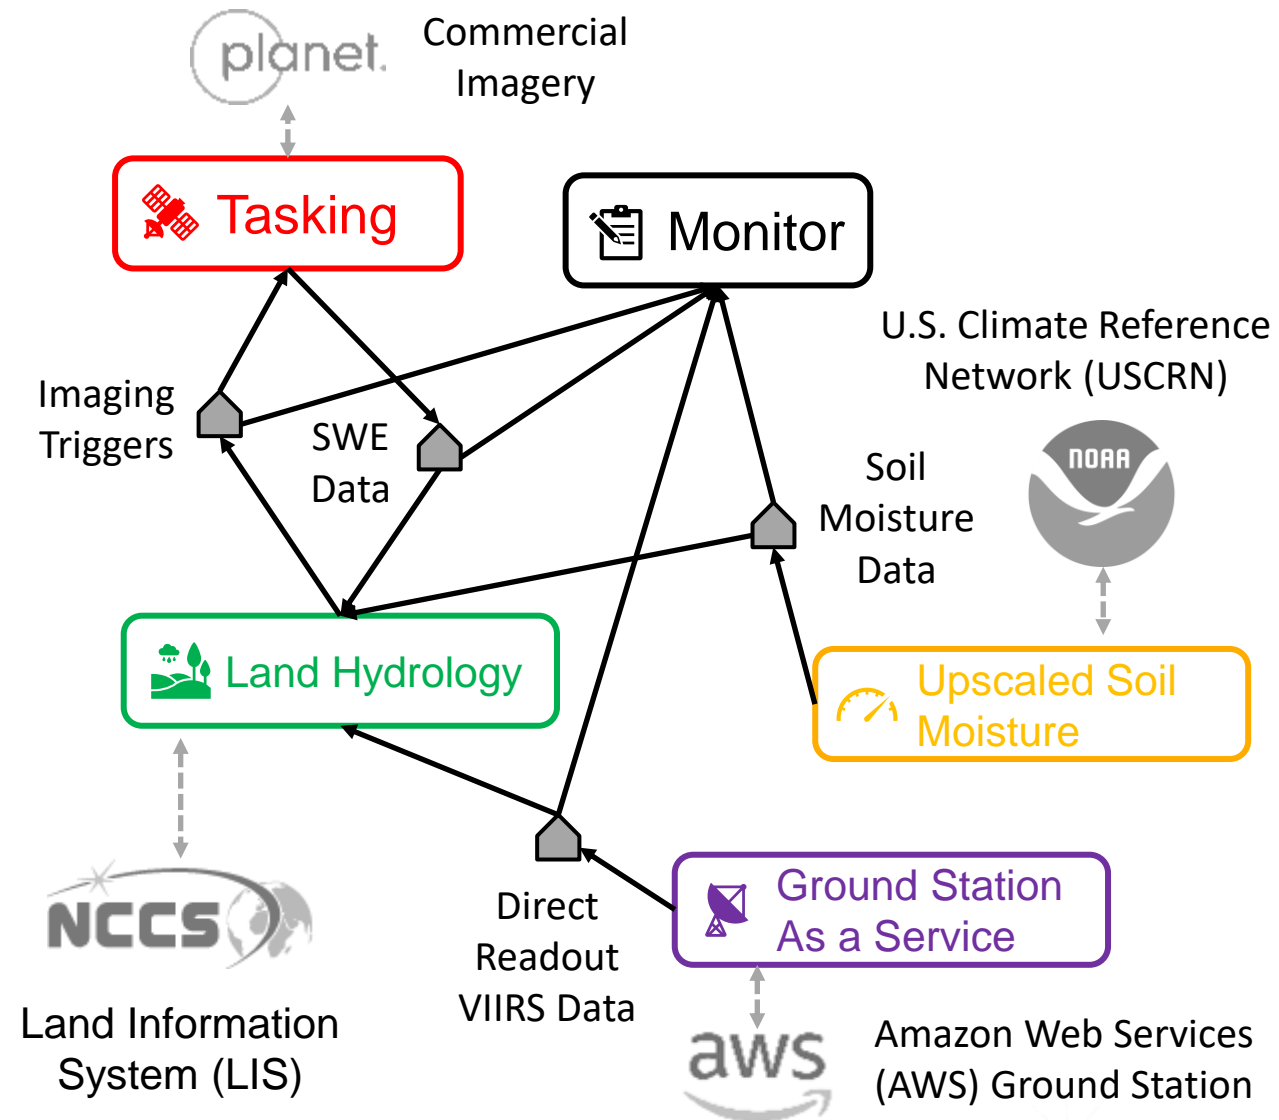 planet.
Commercial
Imagery
Tasking
Monitor
U.S. Climate Reference
Network (USCRN)
Imaging
Triggers
SWE
Data
NOAA
Soil
Moisture
Data
Land Hydrology
Upscaled Soil
Moisture
NCCS
Direct
Readout
VIIRS Data
Ground Station
As a Service
Land Information
System (LIS)
aws
Amazon Web Services
(AWS) Ground Station